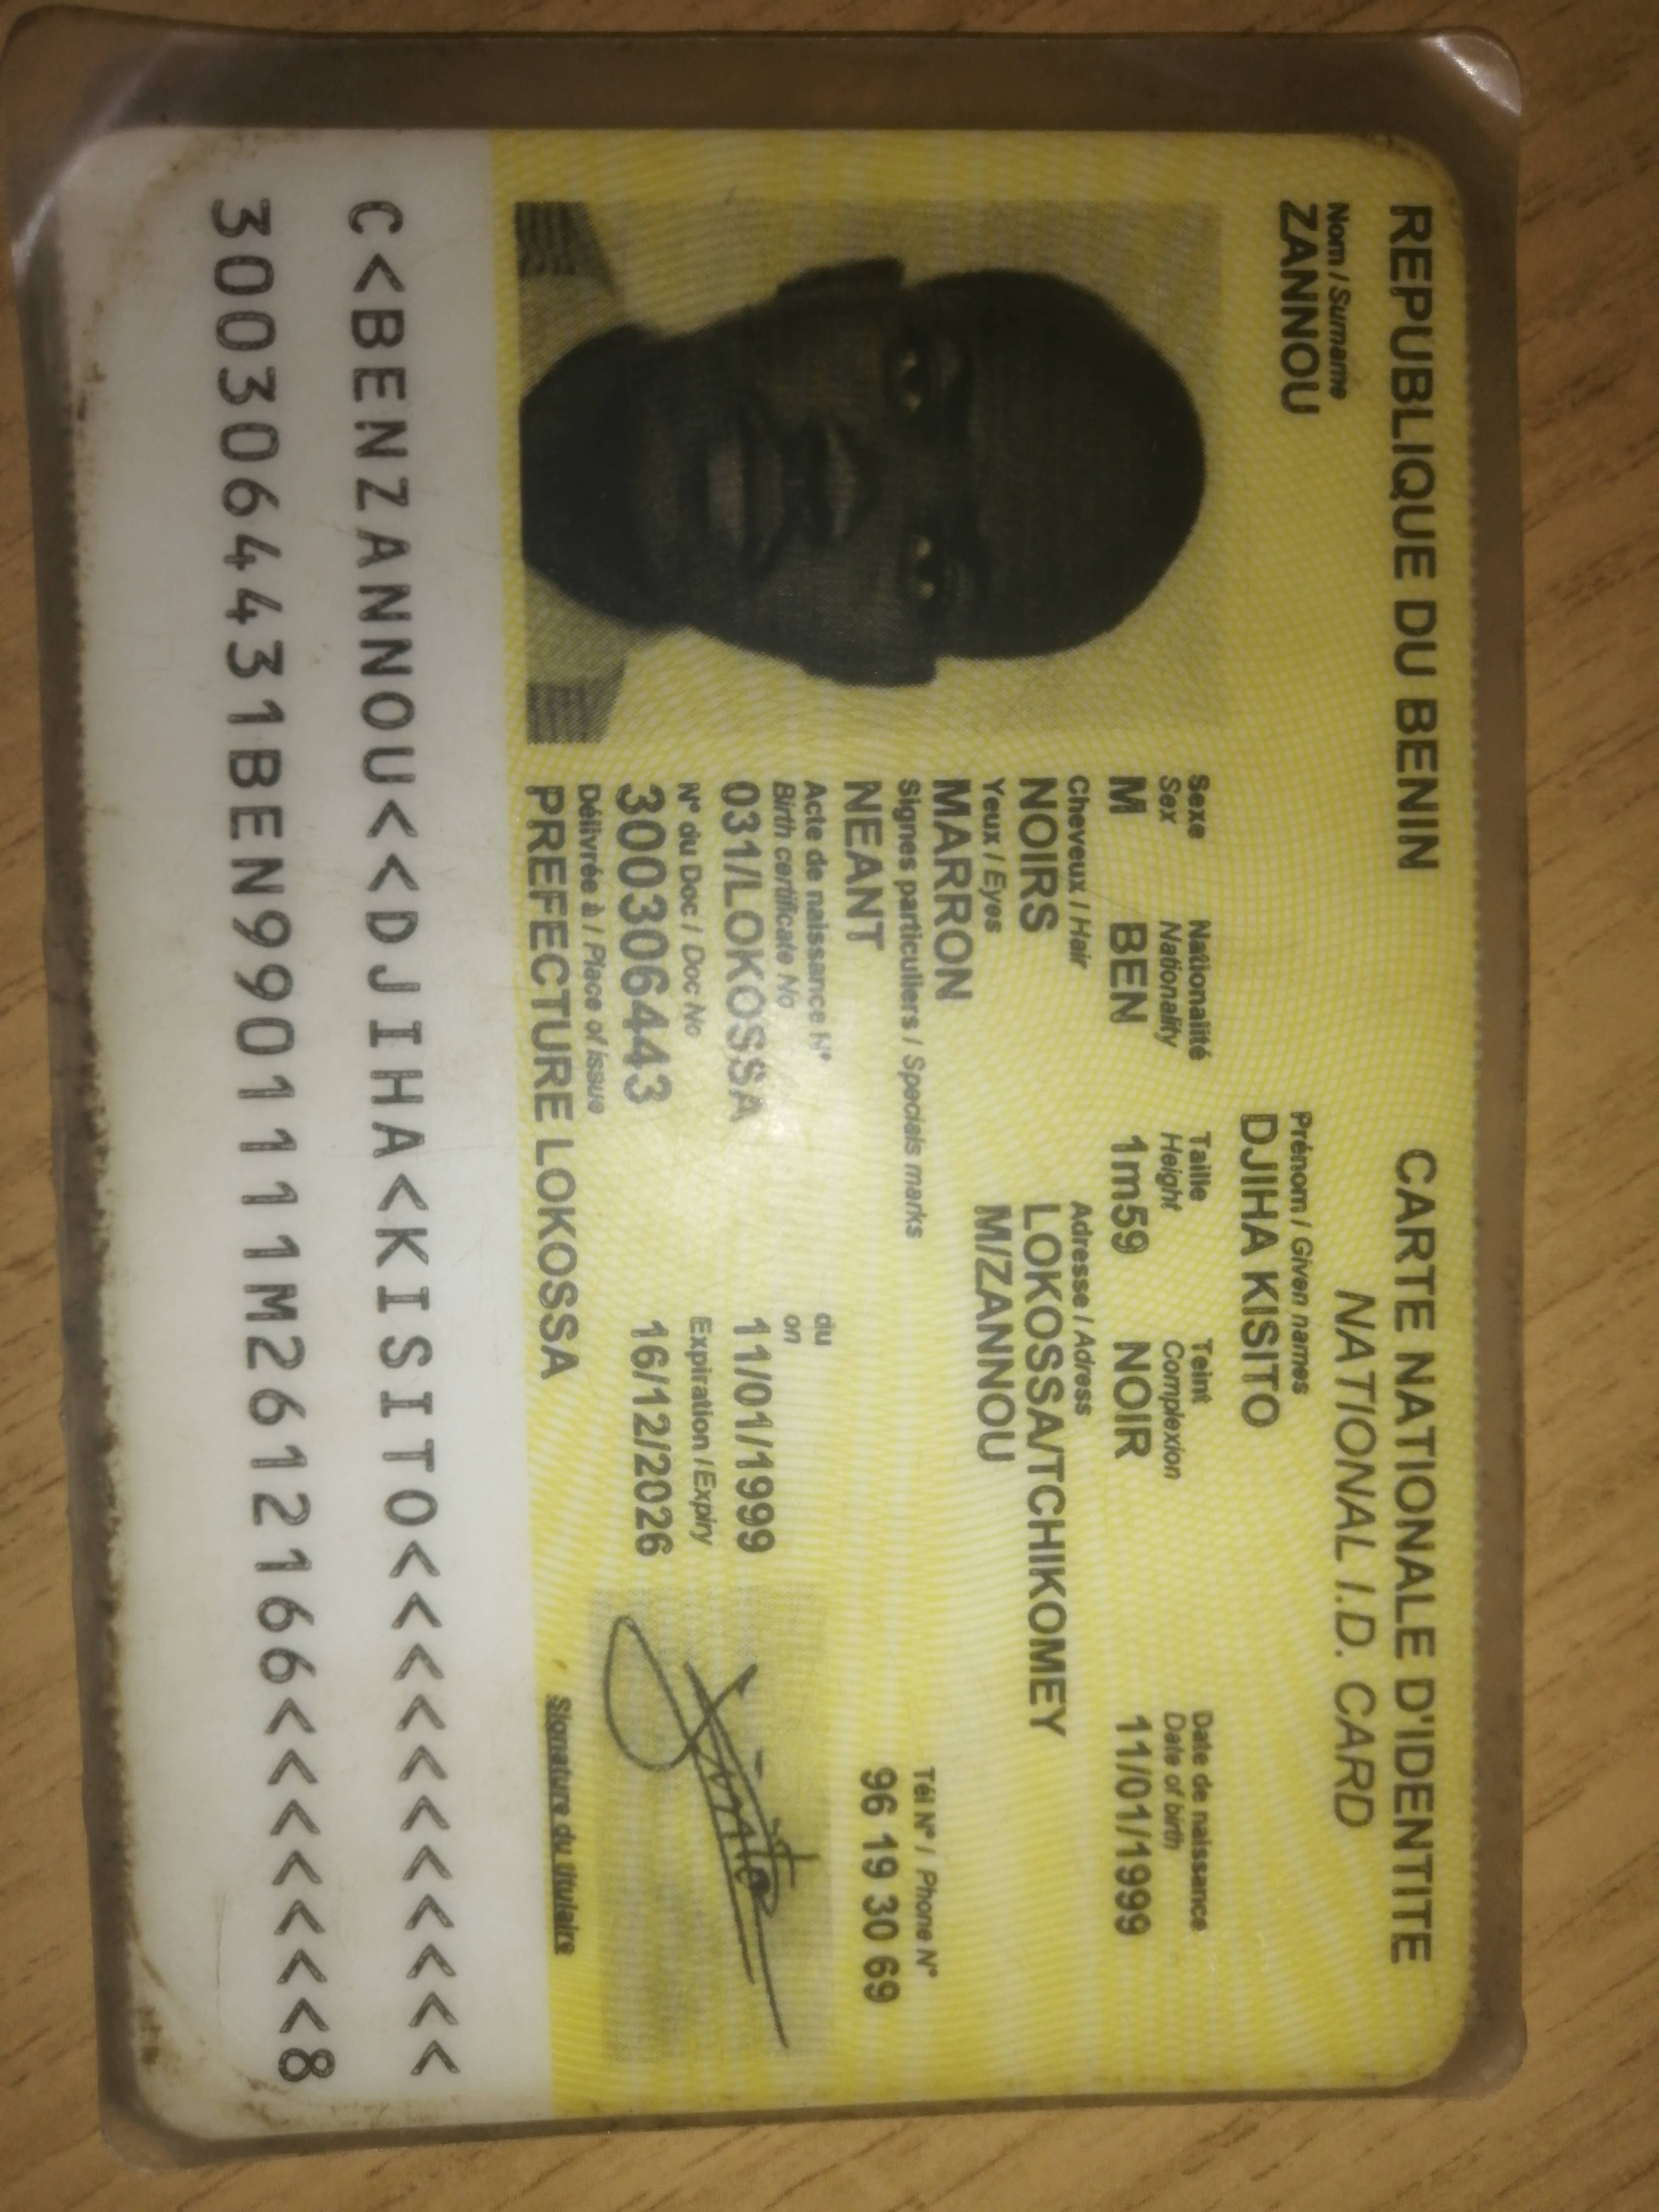 REPUBLIQUE DU BENIN
CARTE NATIONALE D'IDENTITE
NATIONAL I.D. CARD
Nom / Surname
ZANNOU
Prénom / Given names
DJIHA KISITO
Sexe
Sex
M
Nationalité
Nationality
BEN
Taille
Height
1m59
Teint
Complexion
NOIR
Date de naissance
Date of birth
11/01/1999
Cheveux / Hair
NOIRS
Adresse / Adress
LOKOSSA/TCHIKOMEY
M/ZANNOU
Yeux / Eyes
MARRON
Signes particuliers / Specials marks
NEANT
Tél N° / Phone N°
96 19 30 69
Acte de naissance N°
Birth certificate No
031/LOKOSSA
du
on
11/01/1999
N° du Doc / Doc No
3003306443
Expiration / Expiry
16/12/2026
Délivrée à / Place of issue
PREFECTURE LOKOSSA
Signature du titulaire
C<BENZANNOU<<DJIHA<KISITO<<<<<<<<<<<
30030644431BEN9901111M2612166<<<<<<8